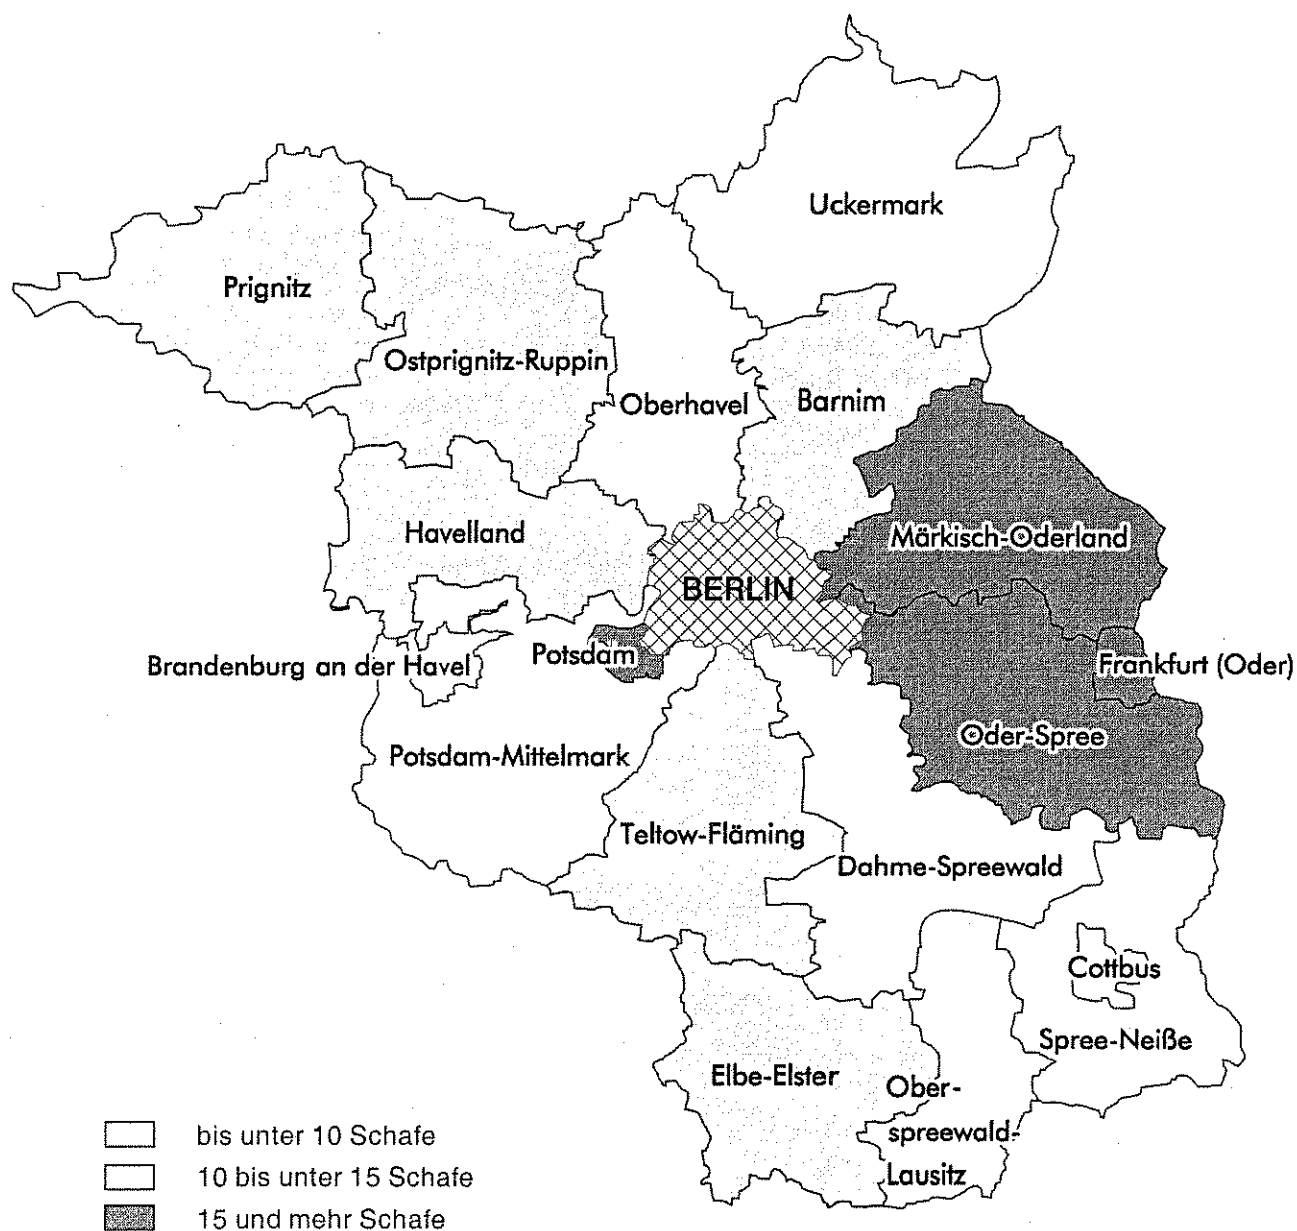 Uckermark
Prignitz
Ostprignitz-Ruppin
Oberhavel
Barnim
Havelland
Märkisch-Oderland
BERLIN
Brandenburg an der Havel
Potsdam
Frankfurt (Oder)
Oder-Spree
Potsdam-Mittelmark
Teltow-Fläming
Dahme-Spreewald
Cottbus
Spree-Neiße
Elbe-Elster
Ober-
spreewald-
Lausitz
bis unter 10 Schafe
10 bis unter 15 Schafe
15 und mehr Schafe